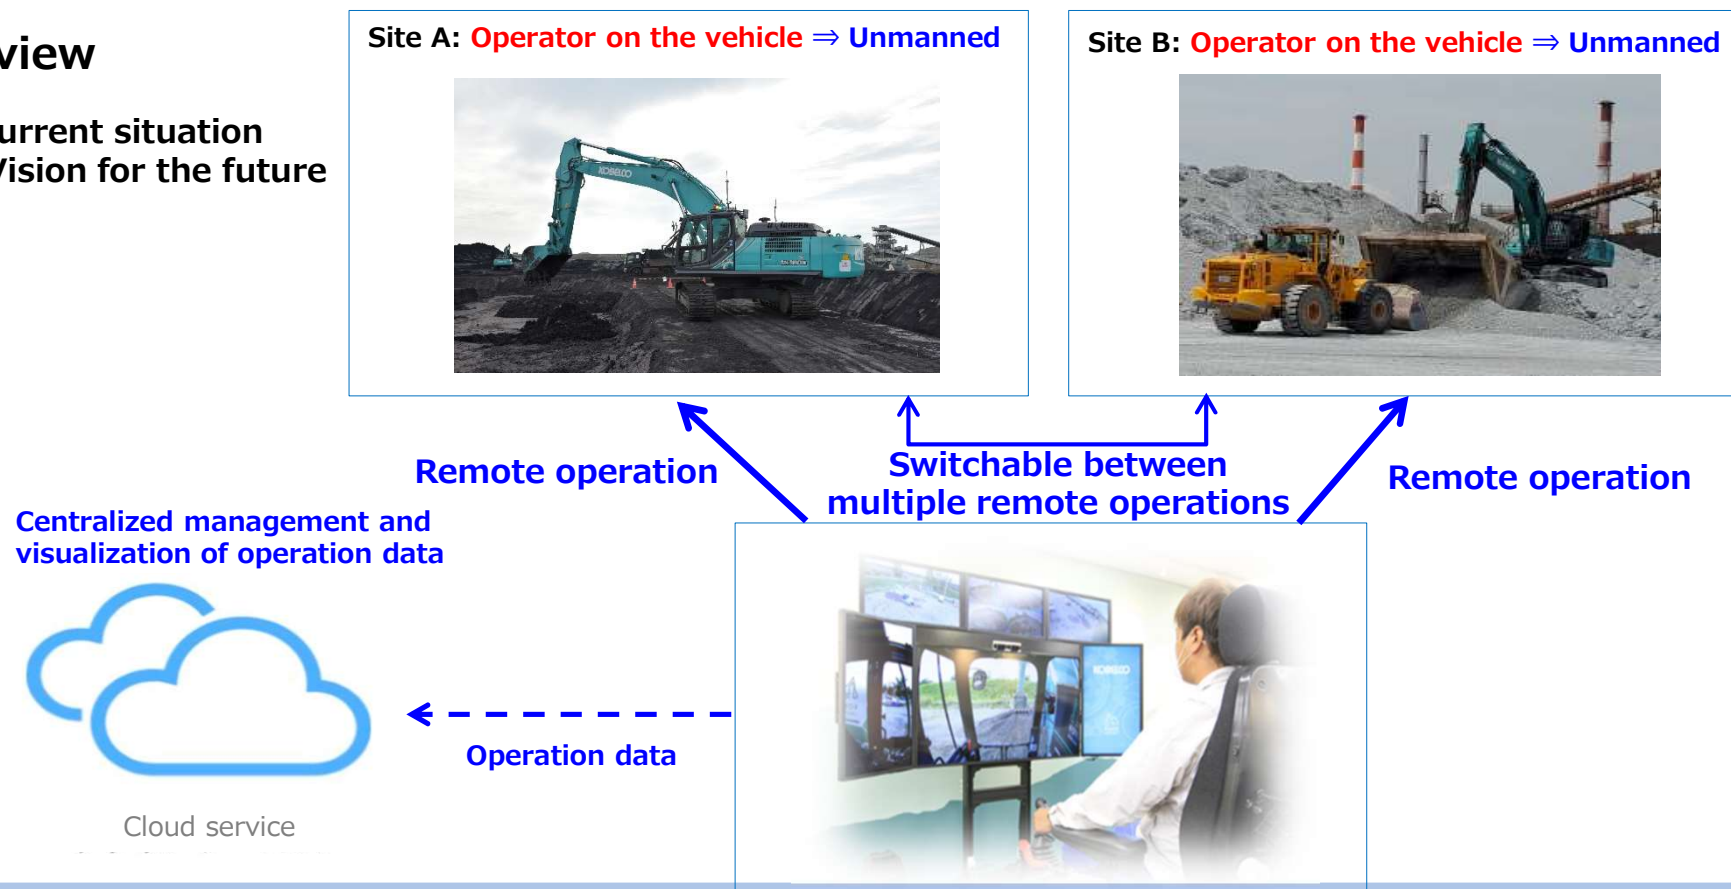 view
urrent situation
Vision for the future
Site A: Operator on the vehicle ⇒ Unmanned
KOBELCO
Site B: Operator on the vehicle ⇒ Unmanned
Remote operation
Switchable between
multiple remote operations
Remote operation
Centralized management and
visualization of operation data
Operation data
Cloud service
KOBELCO